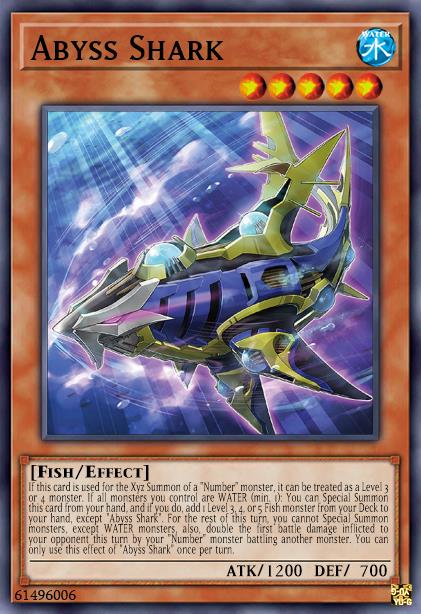 Abyss Shark
WATER
水
[Fish/Effect]
If this card is used for the Xyz Summon of a "Number" monster, it can be treated as a Level 3
or 4 monster. If all monsters you control are WATER (min. 1): You can Special Summon
this card from your hand, and if you do, add 1 Level 3, 4, or 5 Fish monster from your Deck to
your hand, except "Abyss Shark". For the rest of this turn, you cannot Special Summon
monsters, except WATER monsters, also, double the first battle damage inflicted to
your opponent this turn by your "Number" monster battling another monster. You can
only use this effect of "Abyss Shark" once per turn.
ATK/1200 DEF/ 700
61496006